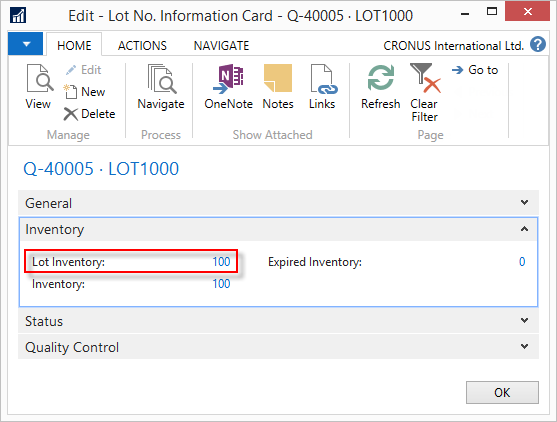 Edit - Lot No. Information Card - Q-40005 · LOT1000
HOME ACTIONS NAVIGATE CRONUS International Ltd. ?
View
Edit
New
Delete
Manage
Navigate
Process
OneNote
Notes
Links
Show Attached
Refresh
Clear
Filter
Go to
Page
Q-40005 · LOT1000
General
Inventory
Lot Inventory: 100 Expired Inventory: 0
Inventory: 100
Status
Quality Control
OK